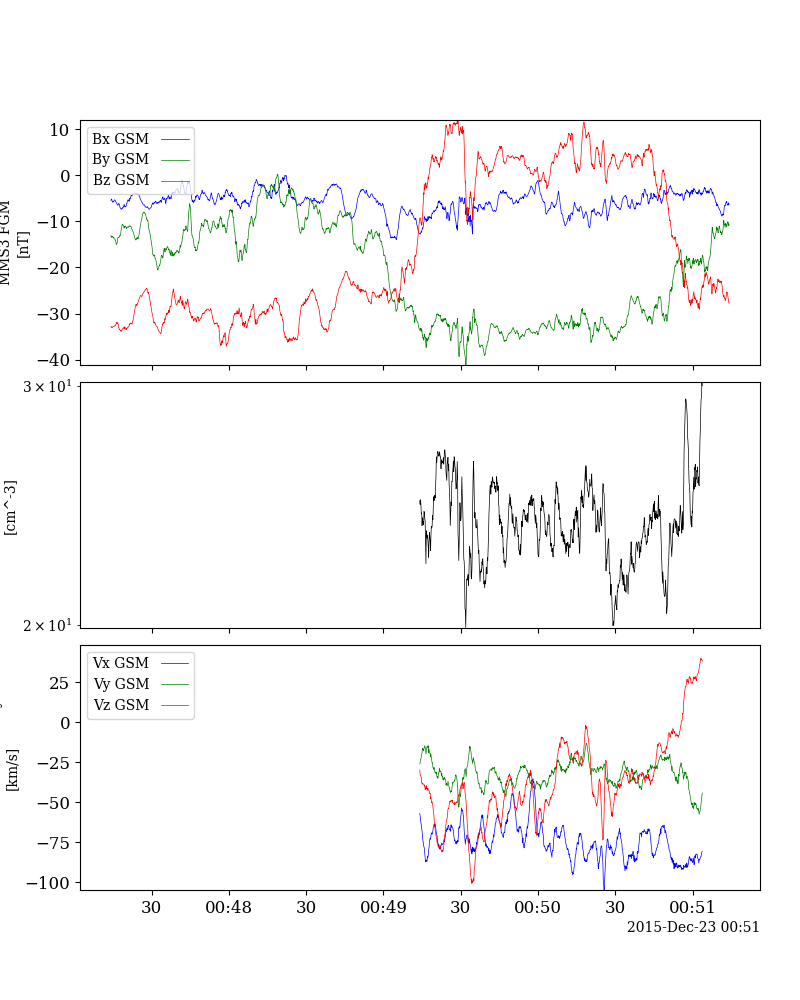 10
0
−10
−20
−30
−40
MMS3 FGM
[nT]
Bx GSM
By GSM
Bz GSM
3 × 10¹
2 × 10¹
[cm^-3]
25
0
−25
−50
−75
−100
[km/s]
Vx GSM
Vy GSM
Vz GSM
30
00:48
30
00:49
30
00:50
30
00:51
2015-Dec-23 00:51